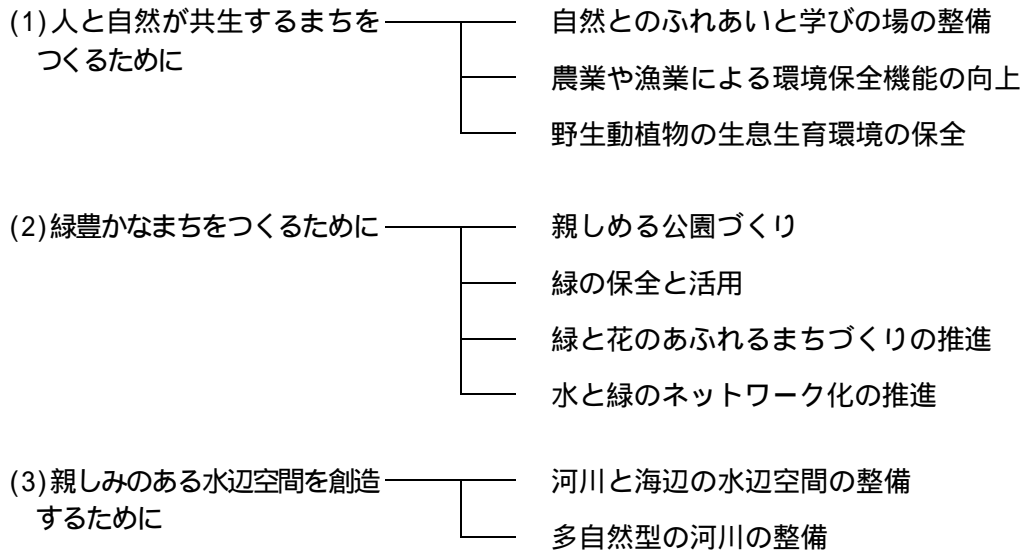 (1)人と自然が共生するまちを
つくるために
自然とのふれあいと学びの場の整備
農業や漁業による環境保全機能の向上
野生動植物の生息生育環境の保全
(2)緑豊かなまちをつくるために
親しめる公園づくり
緑の保全と活用
緑と花のあふれるまちづくりの推進
水と緑のネットワーク化の推進
(3)親しみのある水辺空間を創造
するために
河川と海辺の水辺空間の整備
多自然型の河川の整備